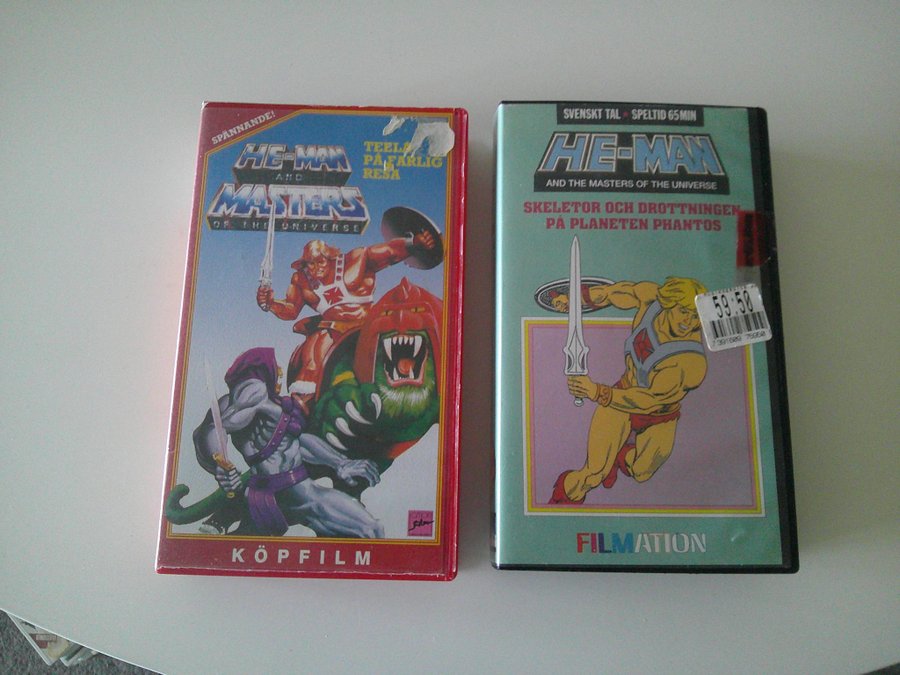 SPÄNNANDE!
HE-MAN
AND
MASTERS
OF THE UNIVERSE
TEELA
PÅ FARLIG
RESA
KÖPFILM
SVENSKT TAL ★ SPELTID 65 MIN
HE-MAN
AND THE MASTERS OF THE UNIVERSE
SKELETOR OCH DROTTNINGEN
PÅ PLANETEN PHANTOS
59:50
FILMATION